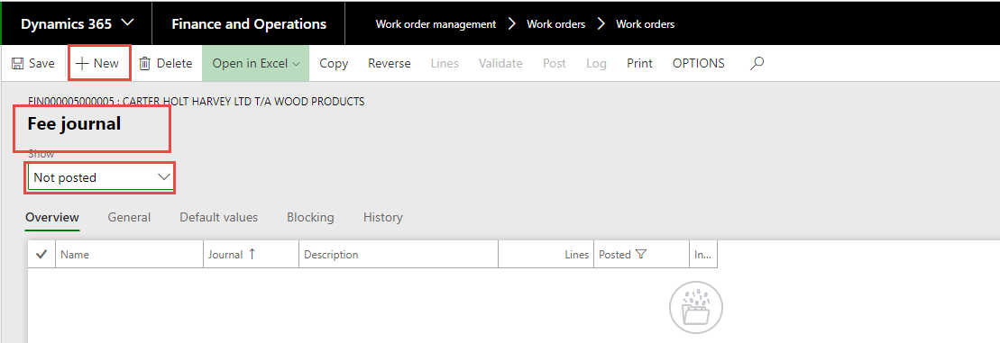 Dynamics 365 Finance and Operations Work order management Work orders Work orders
Save New Delete Open in Excel Copy Reverse Lines Validate Post Log Print OPTIONS
FIN000005000005 : CARTER HOLT HARVEY LTD T/A WOOD PRODUCTS
Fee journal
Show
Not posted
Overview General Default values Blocking History
Name Journal Description Lines Posted In...